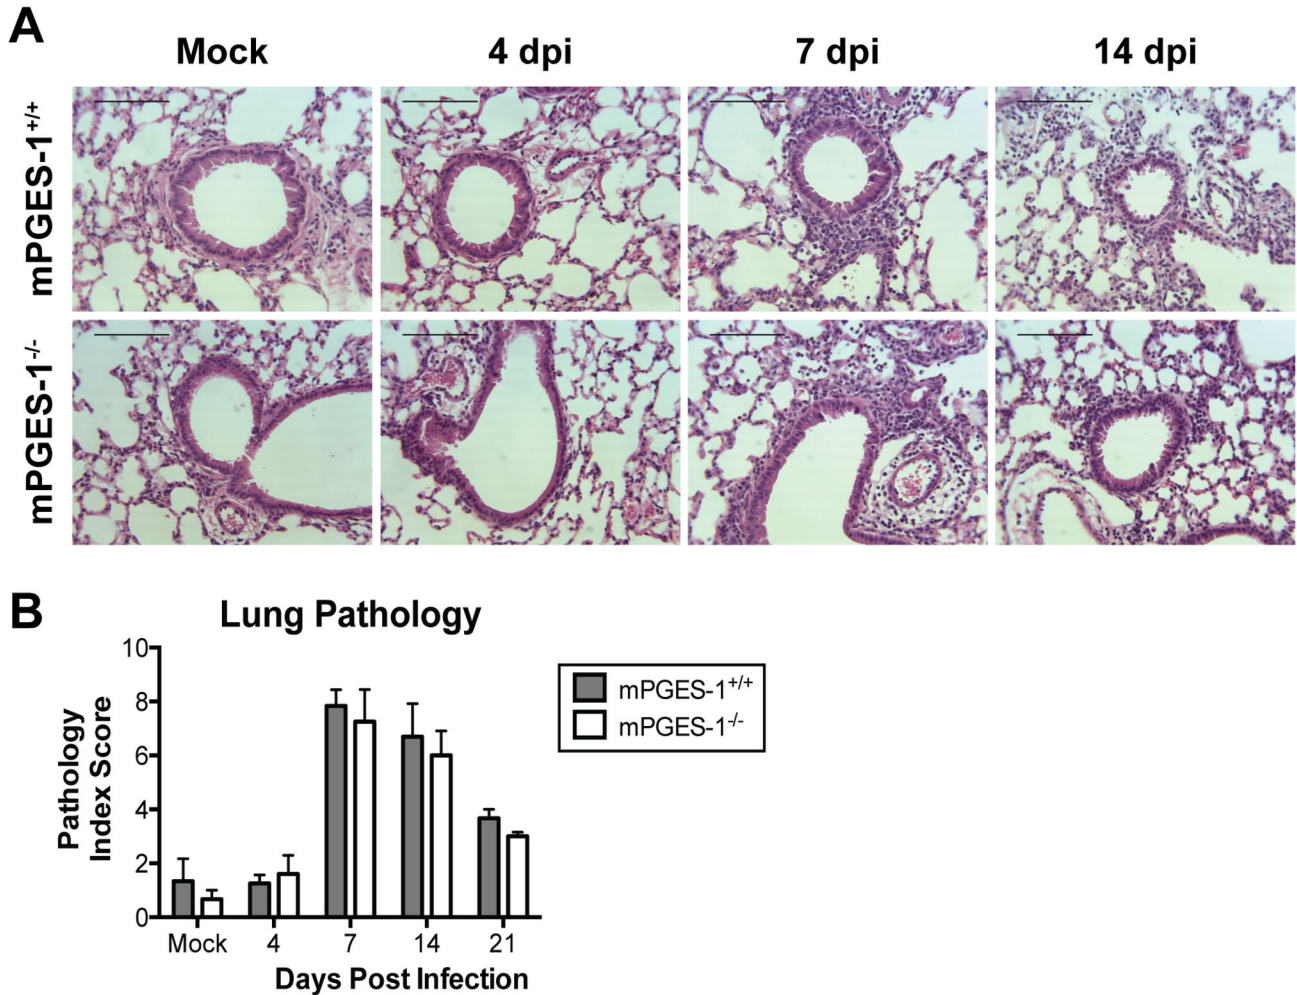 A
Mock 4 dpi 7 dpi 14 dpi
mPGES-1+/+
mPGES-1-/-
B
Lung Pathology
Pathology
Index Score
10
8
6
4
2
0
Mock 4 7 14 21
Days Post Infection
mPGES-1+/+
mPGES-1-/-